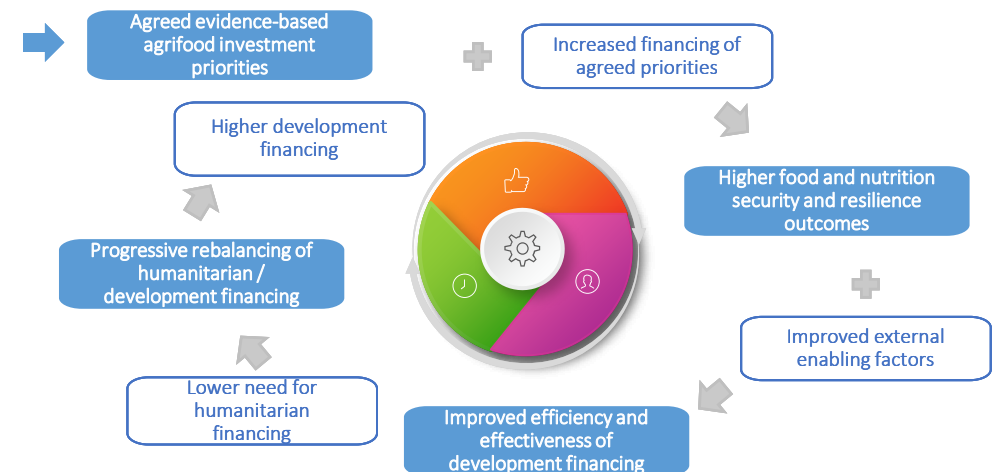 Agreed evidence-based
agrifood investment
priorities
Increased financing of
agreed priorities
Higher food and nutrition
security and resilience
outcomes
Improved external
enabling factors
Improved efficiency and
effectiveness of
development financing
Lower need for
humanitarian
financing
Progressive rebalancing of
humanitarian /
development financing
Higher development
financing